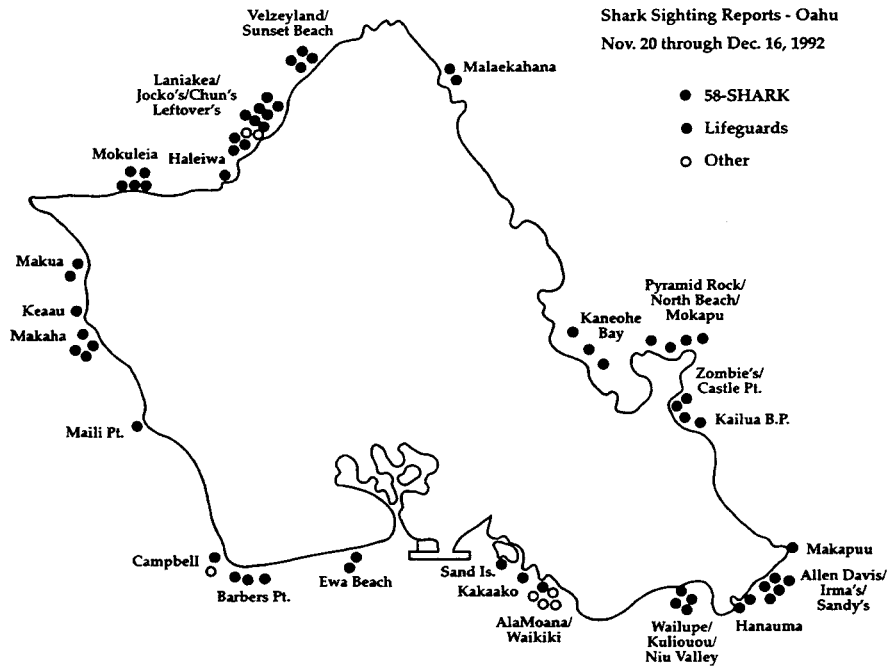 Shark Sighting Reports - Oahu
Nov. 20 through Dec. 16, 1992
58-SHARK
Lifeguards
Other
Velzeyland/
Sunset Beach
Malaekahana
Laniakea/
Jocko's/Chun's
Leftover's
Mokuleia
Haleiwa
Makua
Keaau
Makaha
Maili Pt.
Campbell
Barbers Pt.
Ewa Beach
Sand Is.
Kakaako
AlaMoana/
Waikiki
Wailupe/
Kuliouou/
Niu Valley
Hanauma
Allen Davis/
Irma's/
Sandy's
Makapuu
Kailua B.P.
Zombie's/
Castle Pt.
Pyramid Rock/
North Beach/
Mokapu
Kaneohe
Bay